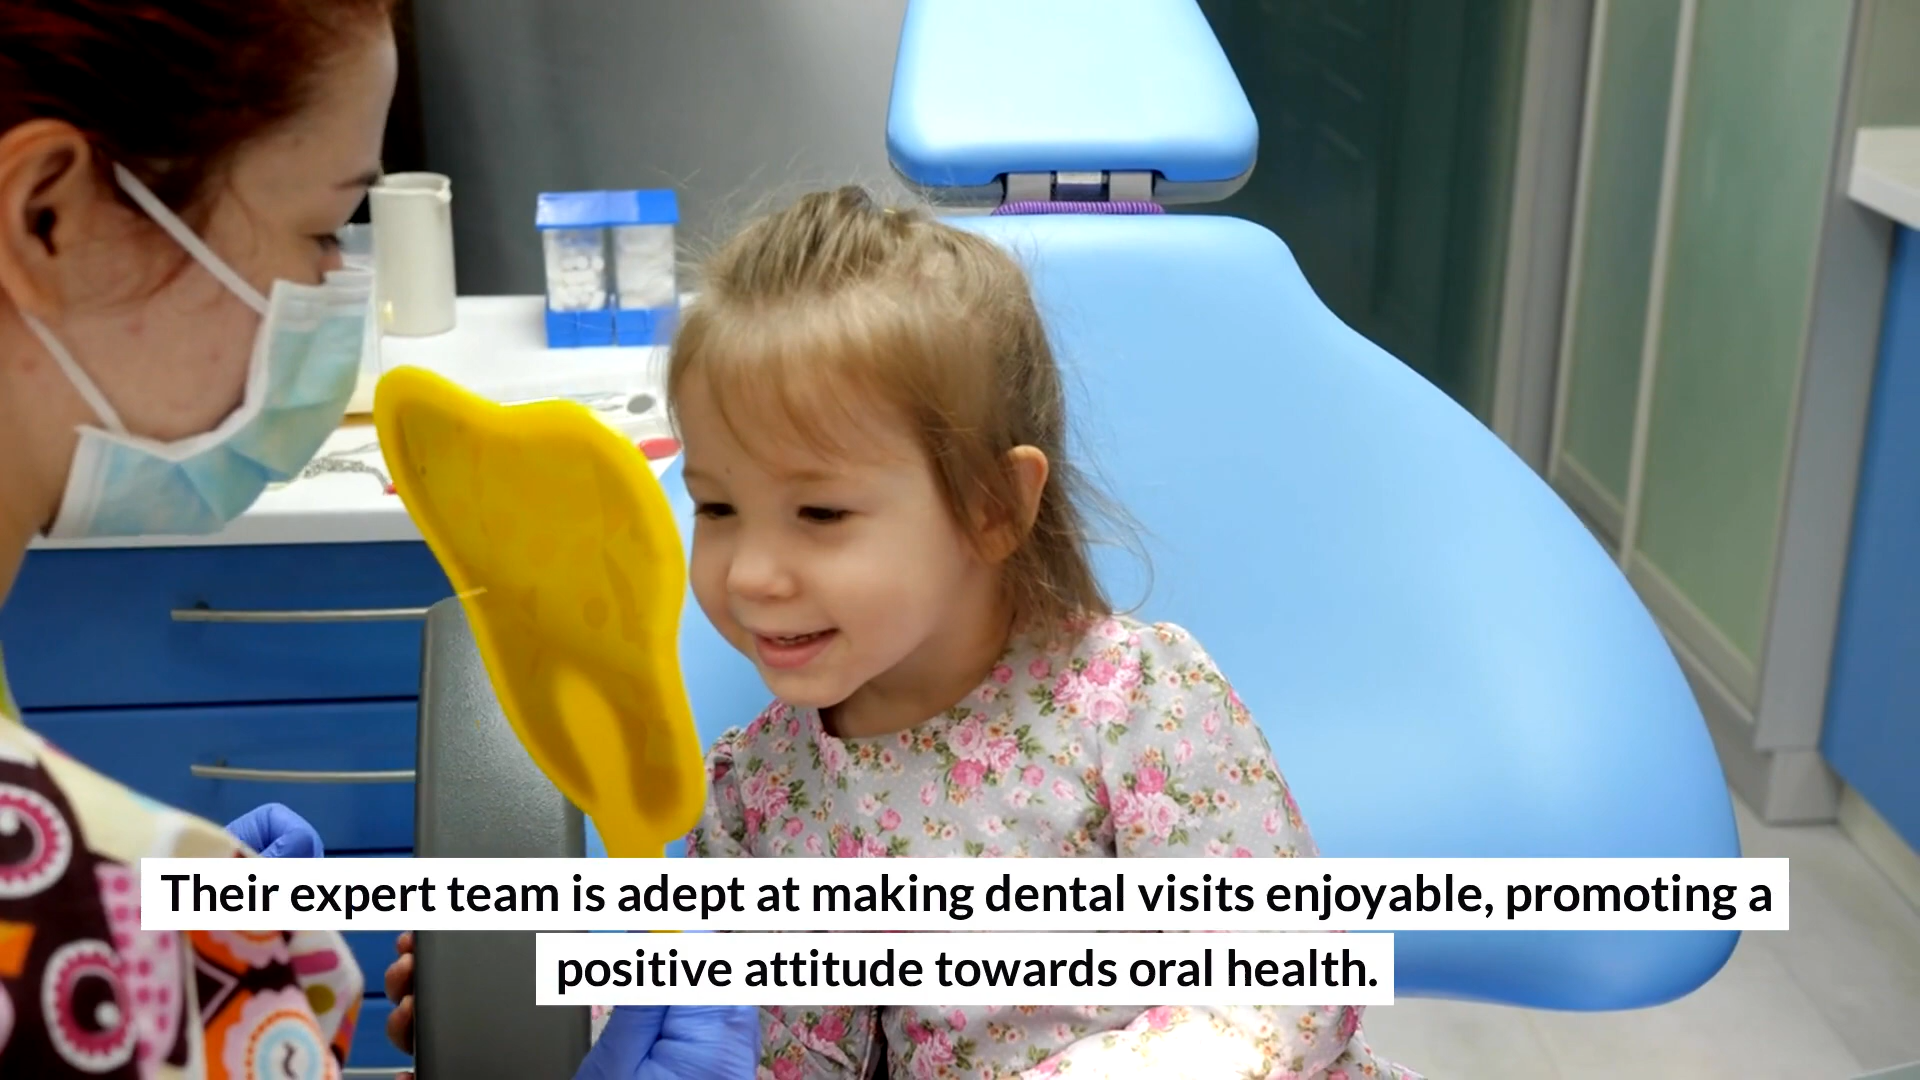 Their expert team is adept at making dental visits enjoyable, promoting a
positive attitude towards oral health.